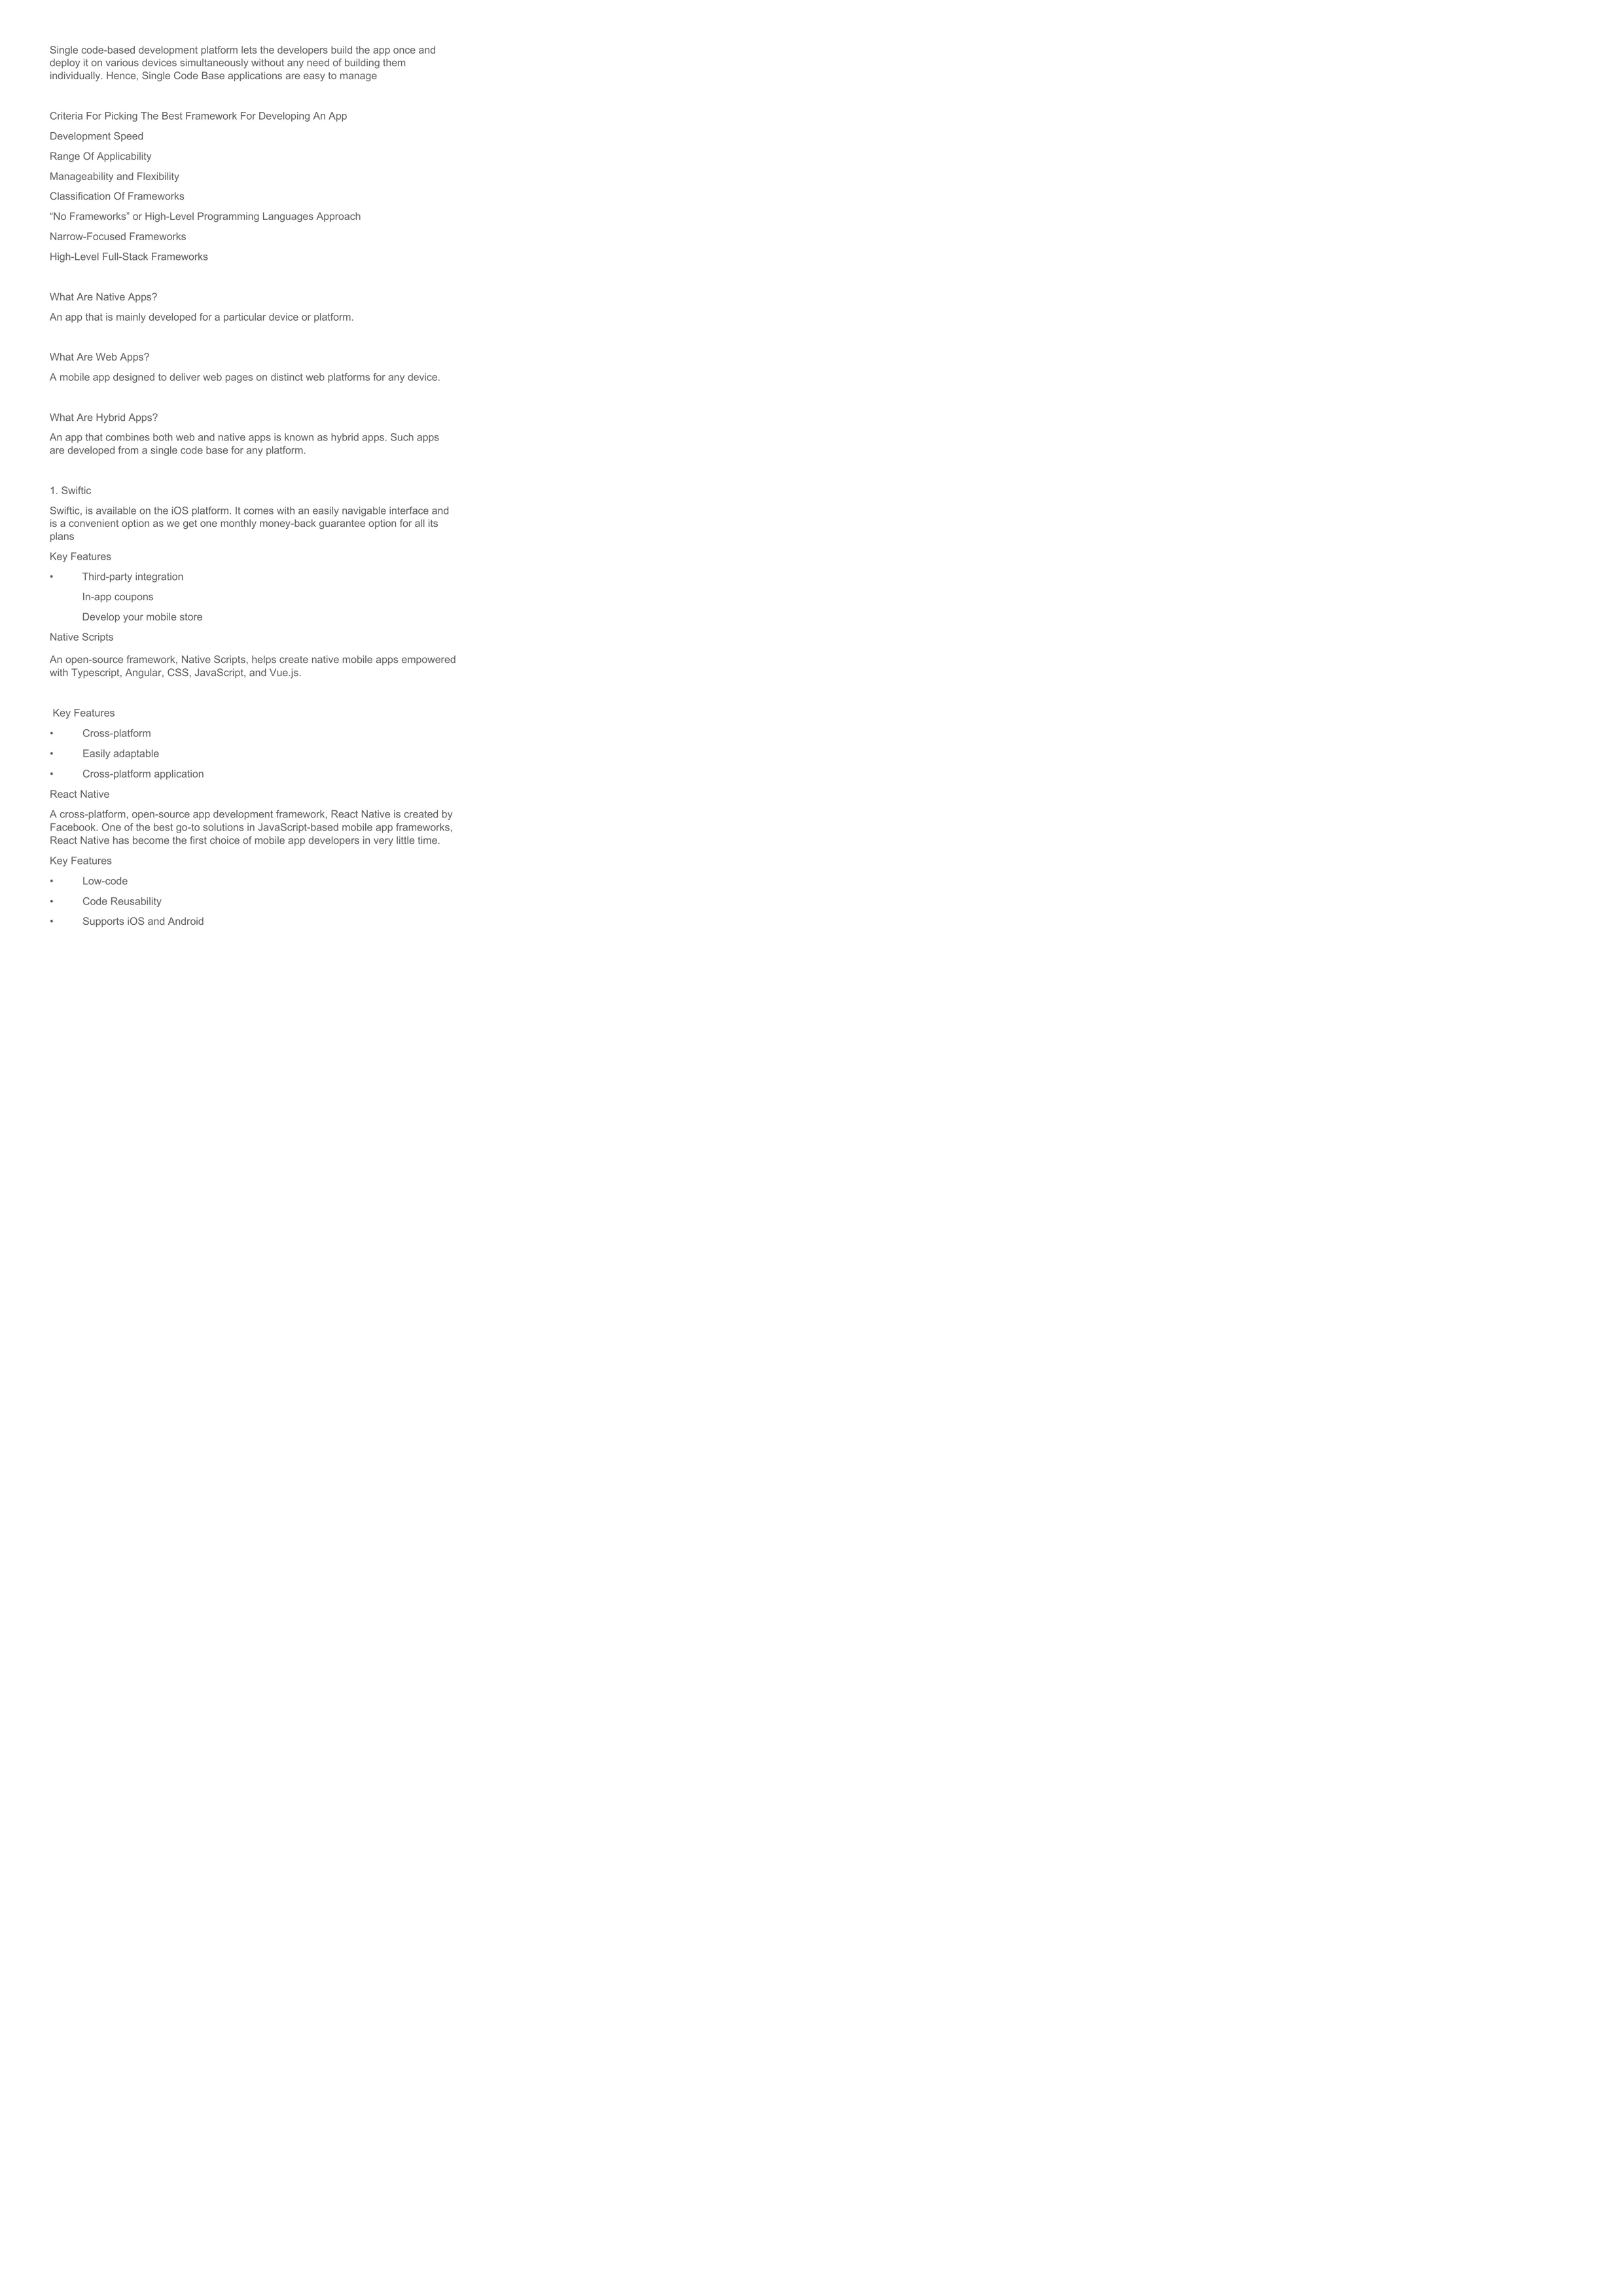 Single code-based development platform lets the developers build the app once and
deploy it on various devices simultaneously without any need of building them
individually. Hence, Single Code Base applications are easy to manage
Criteria For Picking The Best Framework For Developing An App
Development Speed
Range Of Applicability
Manageability and Flexibility
Classification Of Frameworks
“No Frameworks” or High-Level Programming Languages Approach
Narrow-Focused Frameworks
High-Level Full-Stack Frameworks
What Are Native Apps?
An app that is mainly developed for a particular device or platform.
What Are Web Apps?
A mobile app designed to deliver web pages on distinct web platforms for any device.
What Are Hybrid Apps?
An app that combines both web and native apps is known as hybrid apps. Such apps
are developed from a single code base for any platform.
1. Swiftic
Swiftic, is available on the iOS platform. It comes with an easily navigable interface and
is a convenient option as we get one monthly money-back guarantee option for all its
plans
Key Features
• Third-party integration
In-app coupons
Develop your mobile store
Native Scripts
An open-source framework, Native Scripts, helps create native mobile apps empowered
with Typescript, Angular, CSS, JavaScript, and Vue.js.
Key Features
• Cross-platform
• Easily adaptable
• Cross-platform application
React Native
A cross-platform, open-source app development framework, React Native is created by
Facebook. One of the best go-to solutions in JavaScript-based mobile app frameworks,
React Native has become the first choice of mobile app developers in very little time.
Key Features
• Low-code
• Code Reusability
• Supports iOS and Android